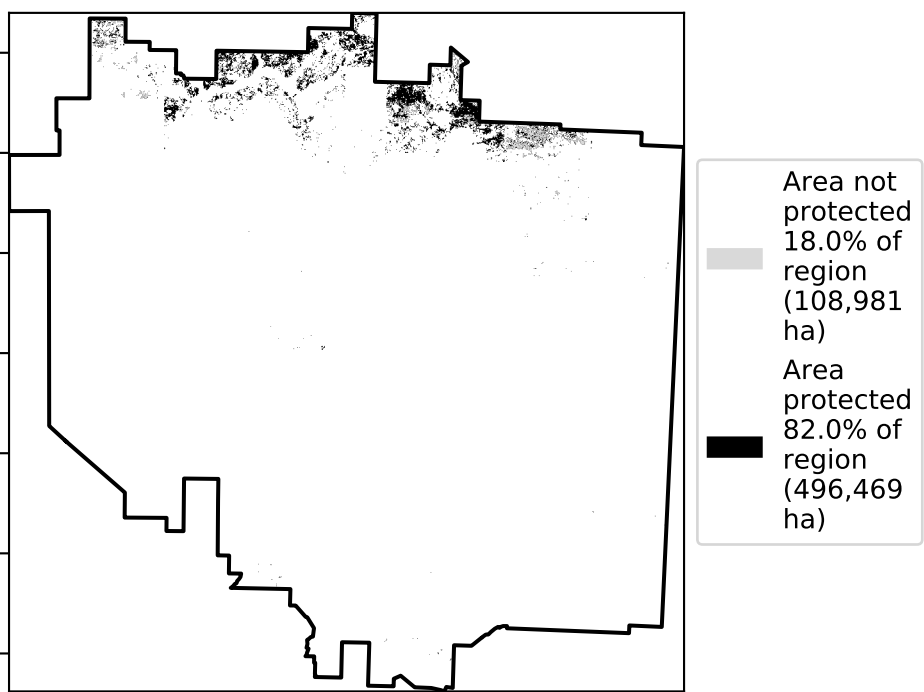 Area not
protected
18.0% of
region
(108,981
ha)
Area
protected
82.0% of
region
(496,469
ha)